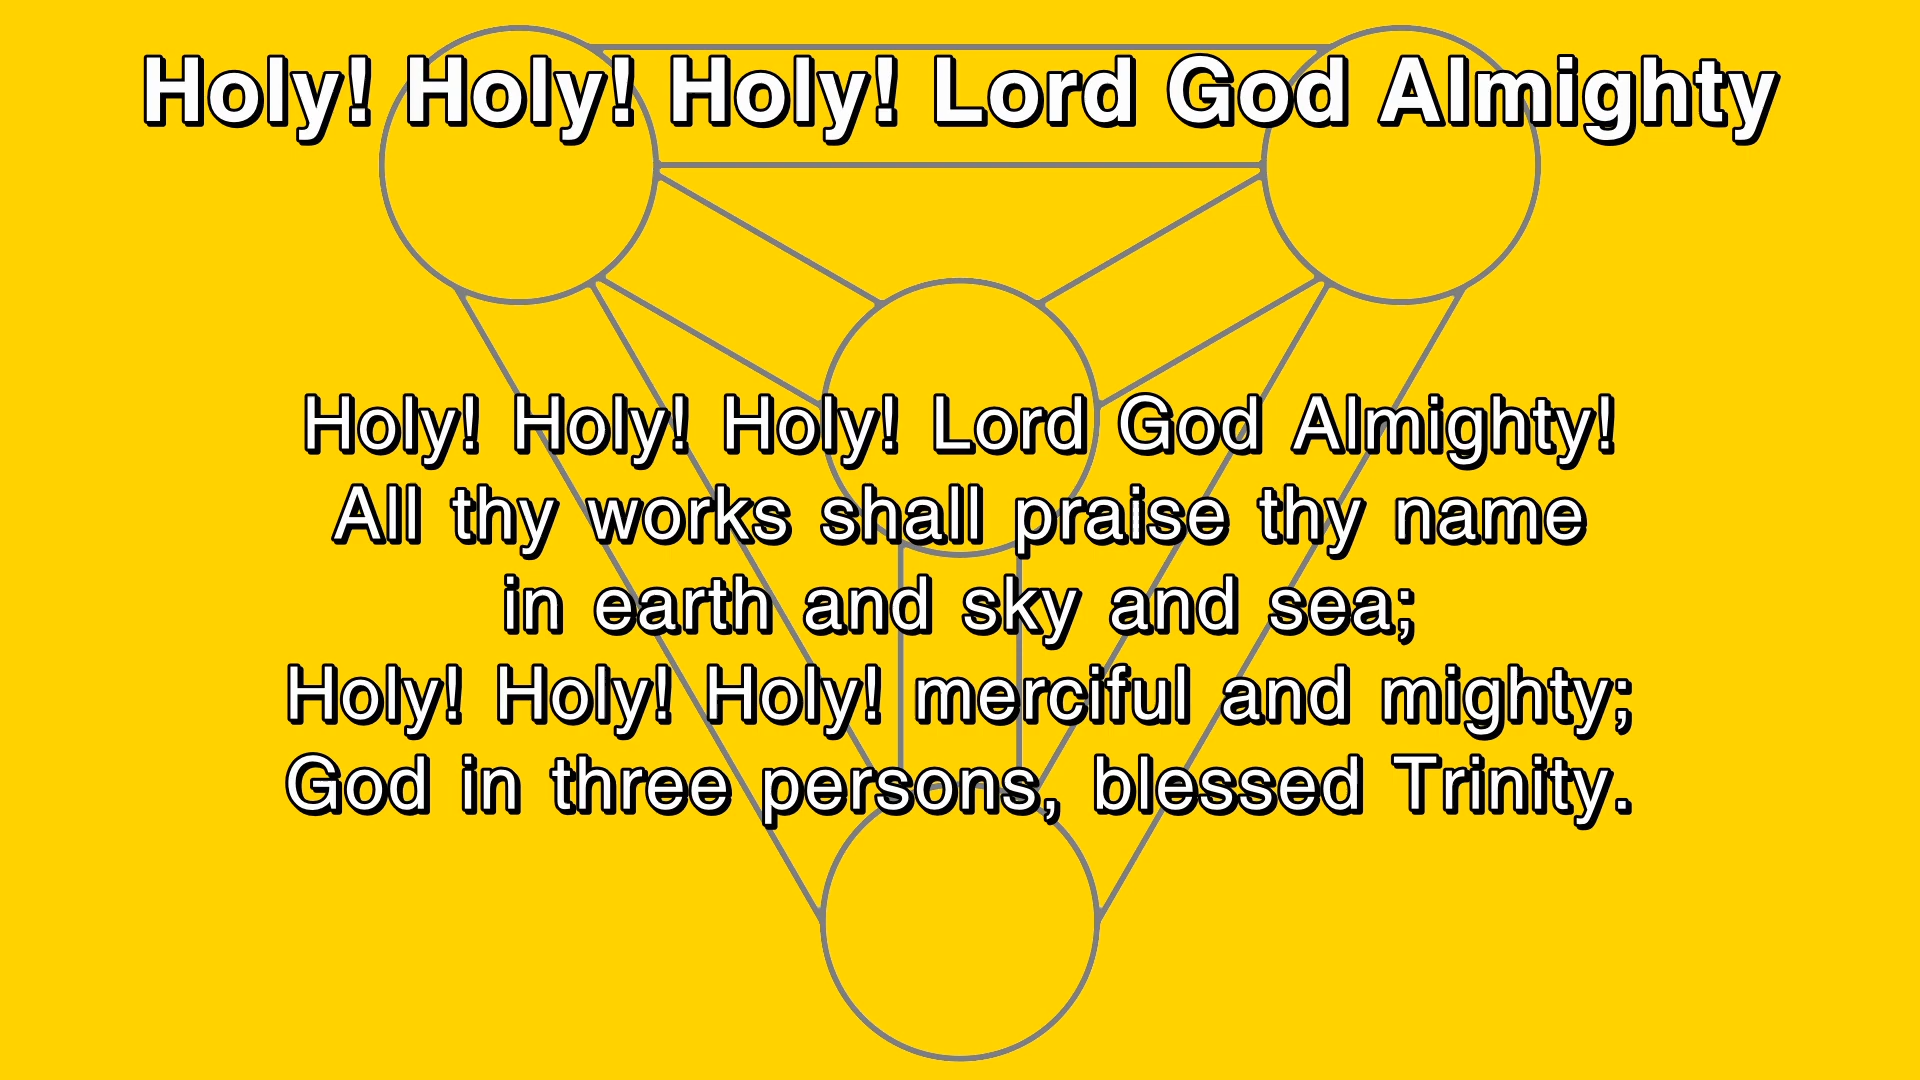 Holy! Holy! Holy! Lord God Almighty
Holy! Holy! Holy! Lord God Almighty!
All thy works shall praise thy name
in earth and sky and sea;
Holy! Holy! Holy! merciful and mighty;
God in three persons, blessed Trinity.